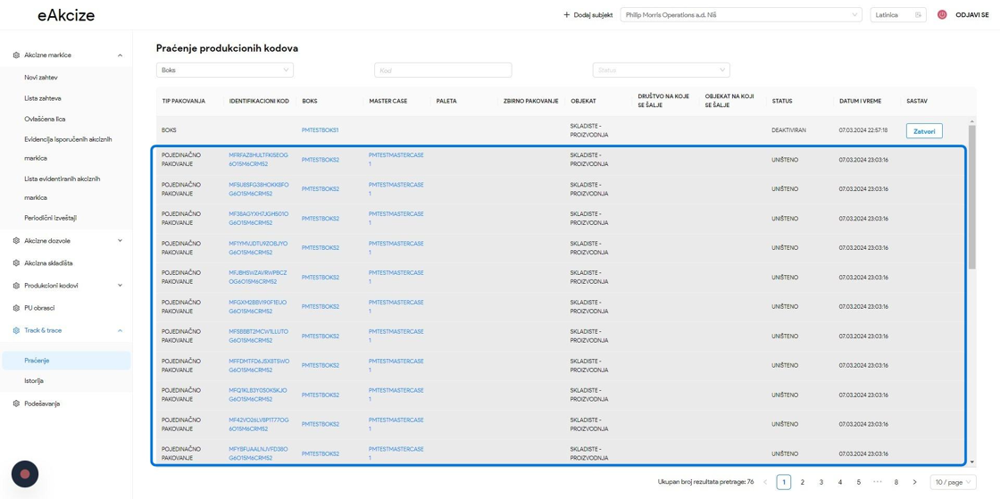 eAkcize
Dodaj subjekt
Philip Morris Operations a.d. Niš
Latinica
ODJAVI SE
Akcizne markice
Novi zahtev
Lista zahteva
Ovlašćena lica
Evidencija isporučenih akciznih
markica
Lista evidentiranih akciznih
markica
Periodični izveštaji
Akcizne dozvole
Akcizna skladišta
Produkcioni kodovi
PU obrasci
Track & trace
Praćenje
Istorija
Podešavanja
Praćenje produkcionih kodova
Boks
Kod
Status
TIP PAKOVANJA IDENTIFIKACIONI KOD BOKS MASTER CASE PALETA ZBIRNO PAKOVANJE OBJEKAT DRUŠTVO NA KOJE SE ŠALJE OBJEKAT NA KOJI SE ŠALJE STATUS DATUM I VREME SASTAV
BOKS PMTESTBOKS1 SKLADISTE - PROIZVODNJA DEAKTIVIRAN 07.03.2024 22:57:18 Zatvori
POJEDINAČNO PAKOVANJE PMTESTBOKS2 PMTESTMASTERCASE 1 SKLADISTE - PROIZVODNJA UNIŠTENO 07.03.2024 23:03:16
POJEDINAČNO PAKOVANJE PMTESTBOKS2 PMTESTMASTERCASE 1 SKLADISTE - PROIZVODNJA UNIŠTENO 07.03.2024 23:03:16
POJEDINAČNO PAKOVANJE PMTESTBOKS2 PMTESTMASTERCASE 1 SKLADISTE - PROIZVODNJA UNIŠTENO 07.03.2024 23:03:16
POJEDINAČNO PAKOVANJE PMTESTBOKS2 PMTESTMASTERCASE 1 SKLADISTE - PROIZVODNJA UNIŠTENO 07.03.2024 23:03:16
POJEDINAČNO PAKOVANJE PMTESTBOKS2 PMTESTMASTERCASE 1 SKLADISTE - PROIZVODNJA UNIŠTENO 07.03.2024 23:03:16
POJEDINAČNO PAKOVANJE PMTESTBOKS2 PMTESTMASTERCASE 1 SKLADISTE - PROIZVODNJA UNIŠTENO 07.03.2024 23:03:16
POJEDINAČNO PAKOVANJE PMTESTBOKS2 PMTESTMASTERCASE 1 SKLADISTE - PROIZVODNJA UNIŠTENO 07.03.2024 23:03:16
POJEDINAČNO PAKOVANJE PMTESTBOKS2 PMTESTMASTERCASE 1 SKLADISTE - PROIZVODNJA UNIŠTENO 07.03.2024 23:03:16
POJEDINAČNO PAKOVANJE PMTESTBOKS2 PMTESTMASTERCASE 1 SKLADISTE - PROIZVODNJA UNIŠTENO 07.03.2024 23:03:16
POJEDINAČNO PAKOVANJE PMTESTBOKS2 PMTESTMASTERCASE 1 SKLADISTE - PROIZVODNJA UNIŠTENO 07.03.2024 23:03:16
POJEDINAČNO PAKOVANJE PMTESTBOKS2 PMTESTMASTERCASE 1 SKLADISTE - PROIZVODNJA UNIŠTENO 07.03.2024 23:03:16
Ukupan broj rezultata pretrage: 76 < 1 2 3 4 5 ••• 8 > 10 / page